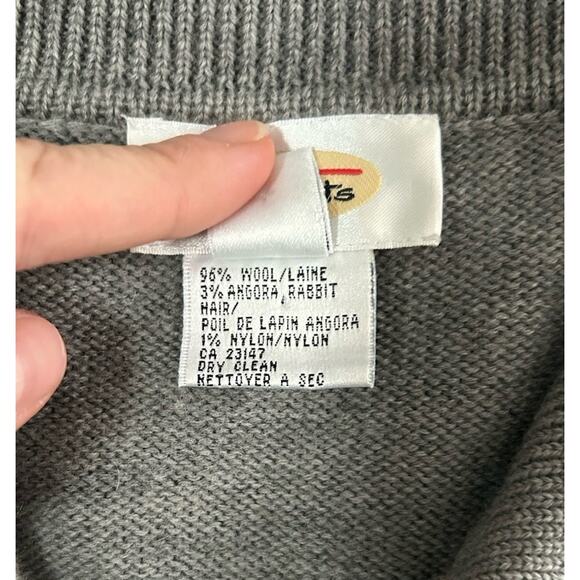 96% WOOL/LAINE
3% ANGORA RABBIT
HAIR/
POIL DE LAPIN ANGORA
1% NYLON/NYLON
CA 23147
DRY CLEAN
NETTOYER A SEC